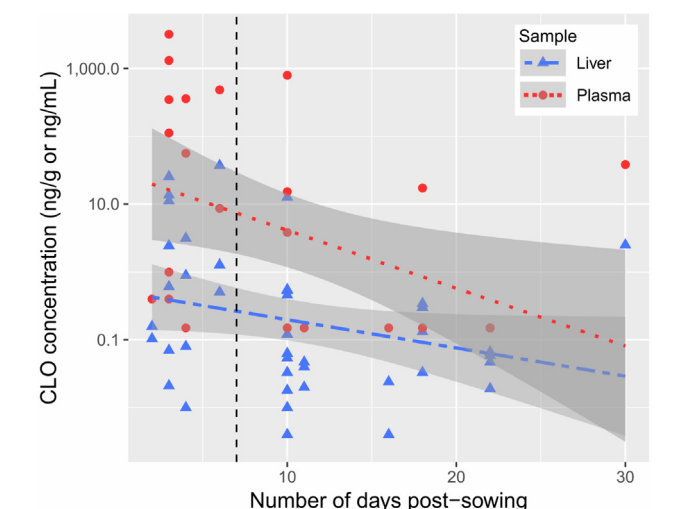 Sample
Liver
Plasma
CLO concentration (ng/g or ng/mL)
1,000.0
10.0
0.1
10
20
30
Number of days post−sowing